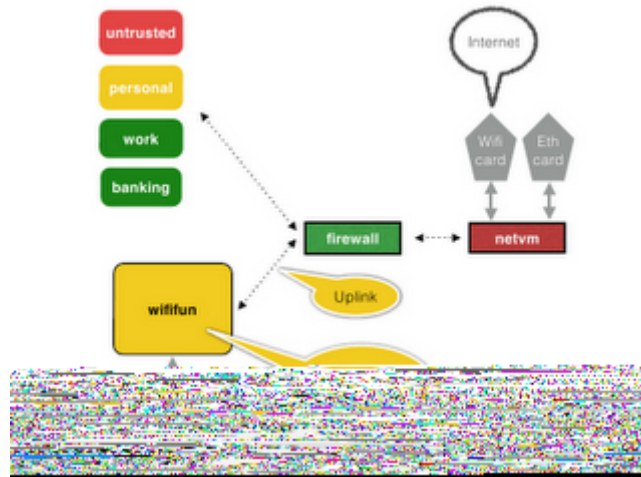 untrusted
personal
work
banking
Internet
Wifi
card
Eth
card
firewall
netvm
Uplink
wififun